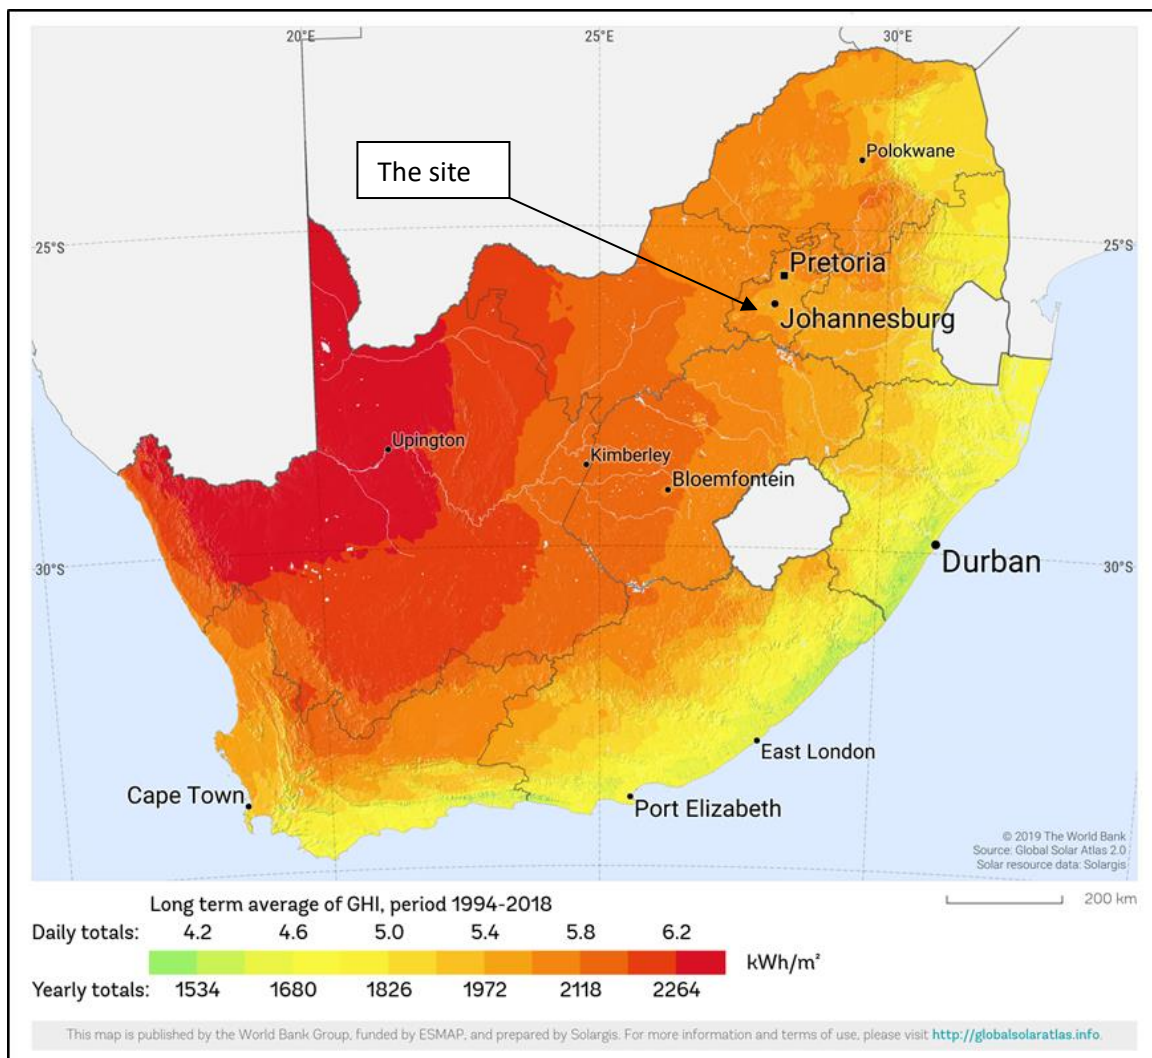 20°E 25°E 30°E
Polokwane
The site
25°S 25°S
Pretoria
Johannesburg
Upington
Kimberley
Bloemfontein
Durban
30°S 30°S
East London
Cape Town
Port Elizabeth
© 2019 The World Bank
Source: Global Solar Atlas 2.0
Solar resource data: Solargis
200 km
Long term average of GHI, period 1994-2018
Daily totals: 4.2 4.6 5.0 5.4 5.8 6.2
kWh/m²
Yearly totals: 1534 1680 1826 1972 2118 2264
This map is published by the World Bank Group, funded by ESMAP, and prepared by Solargis. For more information and terms of use, please visit http://globalsolaratlas.info.